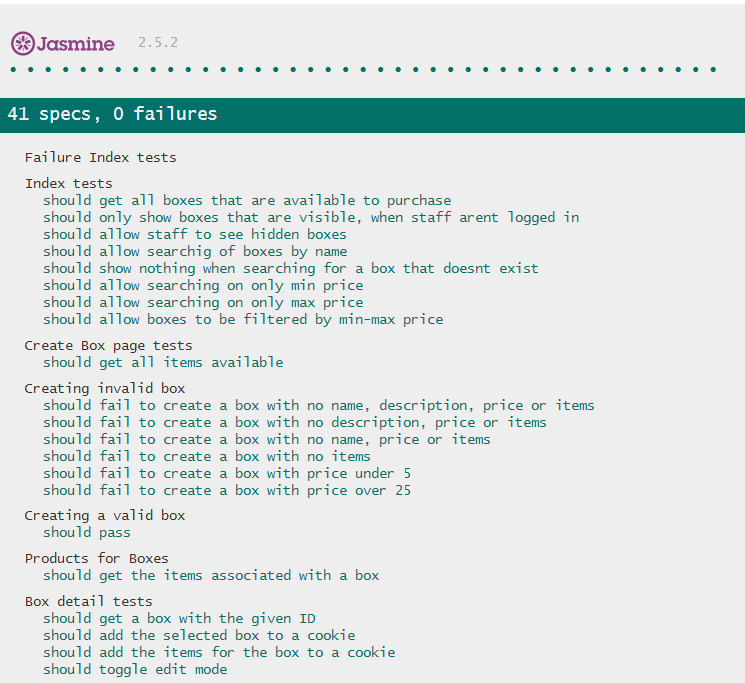 Jasmine 2.5.2
41 specs, 0 failures
Failure Index tests
Index tests
should get all boxes that are available to purchase
should only show boxes that are visible, when staff arent logged in
should allow staff to see hidden boxes
should allow searchig of boxes by name
should show nothing when searching for a box that doesnt exist
should allow searching on only min price
should allow searching on only max price
should allow boxes to be filtered by min-max price
Create Box page tests
should get all items available
Creating invalid box
should fail to create a box with no name, description, price or items
should fail to create a box with no description, price or items
should fail to create a box with no name, price or items
should fail to create a box with no items
should fail to create a box with price under 5
should fail to create a box with price over 25
Creating a valid box
should pass
Products for Boxes
should get the items associated with a box
Box detail tests
should get a box with the given ID
should add the selected box to a cookie
should add the items for the box to a cookie
should toggle edit mode